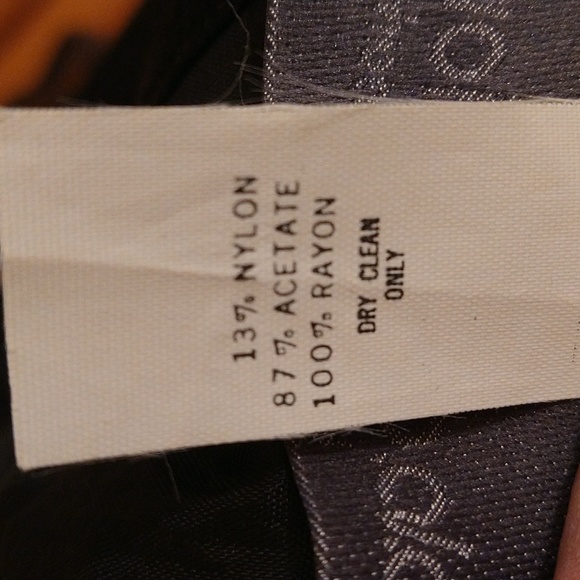 13% NYLON
87% ACETATE
100% RAYON
DRY CLEAN
ONLY